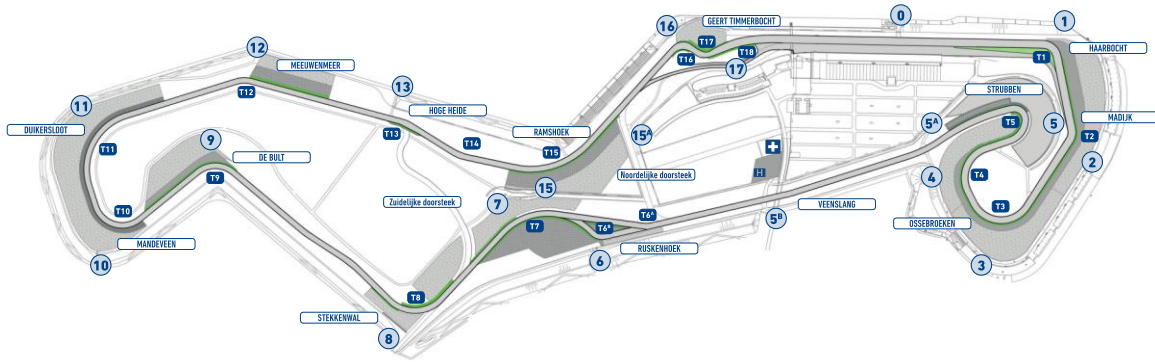 0
1
16
GEERT TIMMERBOCHT
T17
T16
T18
17
HAARBOCHT
T1
12
MEEUWENMEER
T12
13
HOGE HEIDE
STRUBBEN
11
DUIKERSLOOT
T11
T13
T14
RAMSHOEK
T15
15A
5A
T5
5
MADIJK
T2
2
9
DE BULT
T9
15
Noordelijke doorsteek
H
4
T4
T3
T10
MANDEVEEN
10
Zuidelijke doorsteek
7
T7
T6A
T6B
5B
VEENSLANG
OSSEBROEKEN
3
6
RUSKENHOEK
T8
STEKKENWAL
8